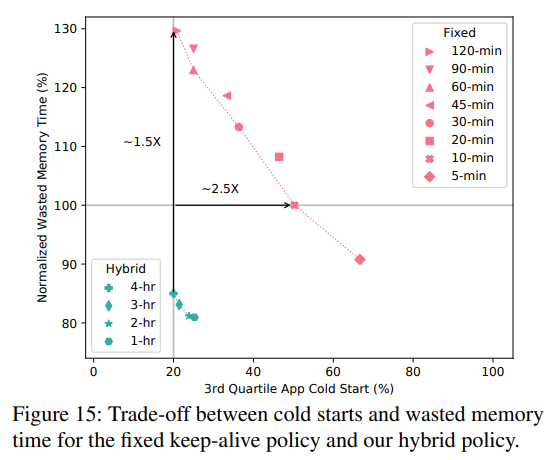 Normalized Wasted Memory Time (%)
130
120
110
100
90
80
~1.5X
~2.5X
Fixed
120-min
90-min
60-min
45-min
30-min
20-min
10-min
5-min
Hybrid
4-hr
3-hr
2-hr
1-hr
0
20
40
60
80
100
3rd Quartile App Cold Start (%)
Figure 15: Trade-off between cold starts and wasted memory
time for the fixed keep-alive policy and our hybrid policy.